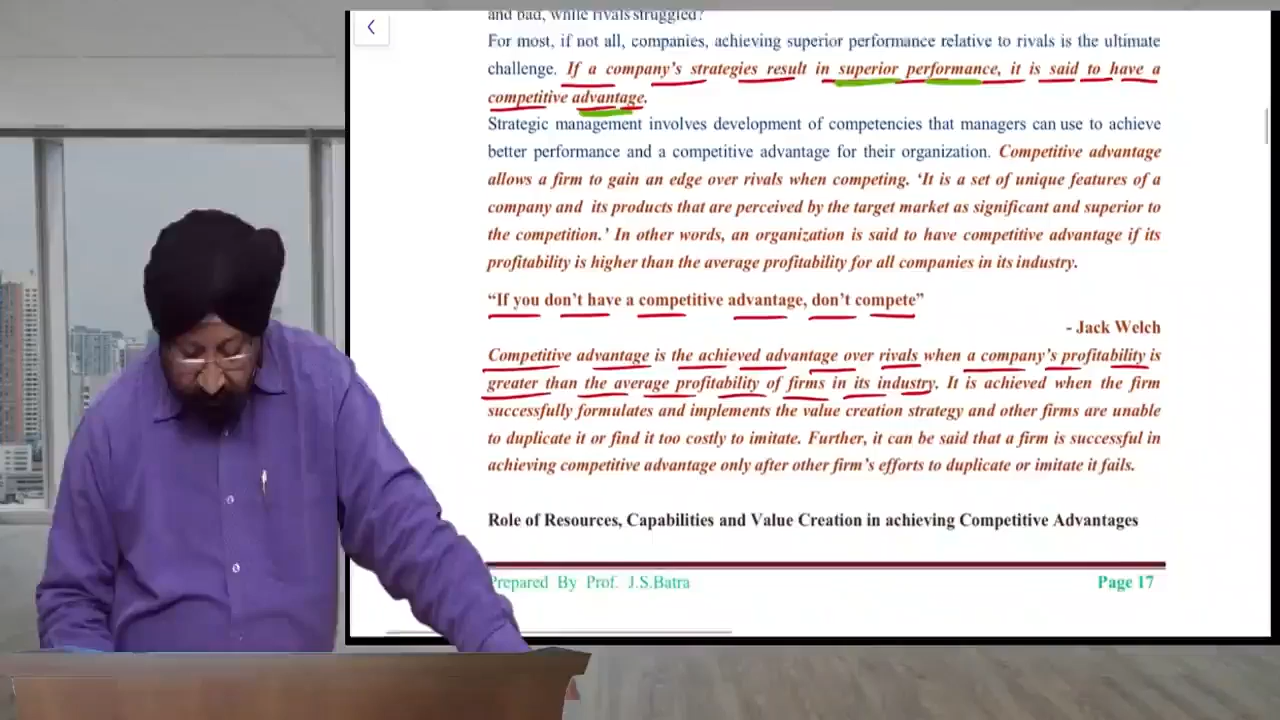 and bad, while rivals struggled?
For most, if not all, companies, achieving superior performance relative to rivals is the ultimate
challenge. If a company's strategies result in superior performance, it is said to have a
competitive advantage.
Strategic management involves development of competencies that managers can use to achieve
better performance and a competitive advantage for their organization. Competitive advantage
allows a firm to gain an edge over rivals when competing. ‘It is a set of unique features of a
company and its products that are perceived by the target market as significant and superior to
the competition.’ In other words, an organization is said to have competitive advantage if its
profitability is higher than the average profitability for all companies in its industry.
“If you don't have a competitive advantage, don't compete”
- Jack Welch
Competitive advantage is the achieved advantage over rivals when a company's profitability is
greater than the average profitability of firms in its industry. It is achieved when the firm
successfully formulates and implements the value creation strategy and other firms are unable
to duplicate it or find it too costly to imitate. Further, it can be said that a firm is successful in
achieving competitive advantage only after other firm's efforts to duplicate or imitate it fails.
Role of Resources, Capabilities and Value Creation in achieving Competitive Advantages
Prepared By Prof. J.S.Batra
Page 17